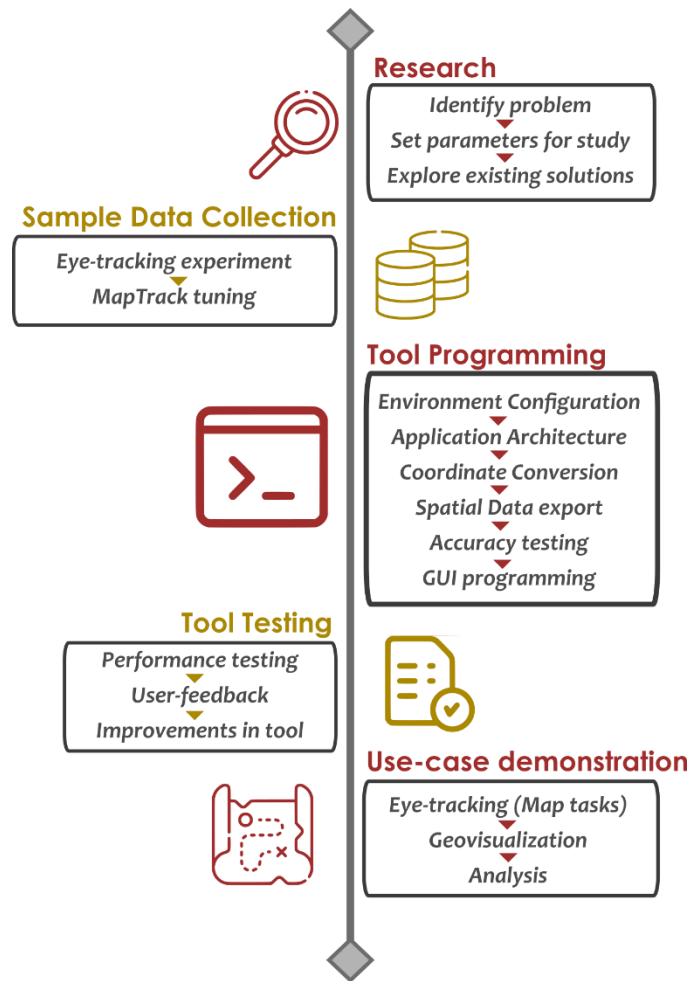 Research
Identify problem
Set parameters for study
Explore existing solutions
Sample Data Collection
Eye-tracking experiment
MapTrack tuning
Tool Programming
Environment Configuration
Application Architecture
Coordinate Conversion
Spatial Data export
Accuracy testing
GUI programming
Tool Testing
Performance testing
User-feedback
Improvements in tool
Use-case demonstration
Eye-tracking (Map tasks)
Geovisualization
Analysis